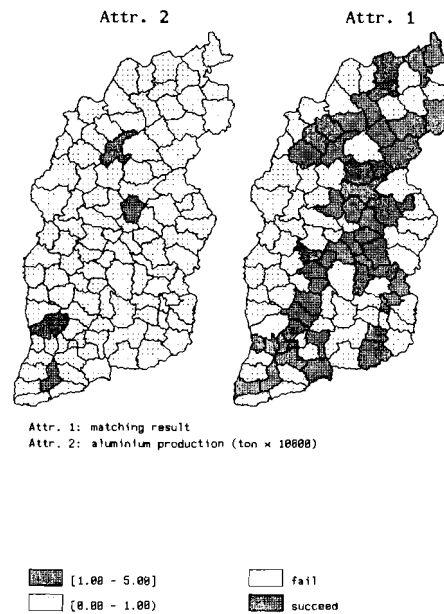 Attr. 2 Attr. 1
Attr. 1: matching result
Attr. 2: aluminium production (ton × 10000)
[1.00 - 5.00] fail
[0.00 - 1.00) succeed